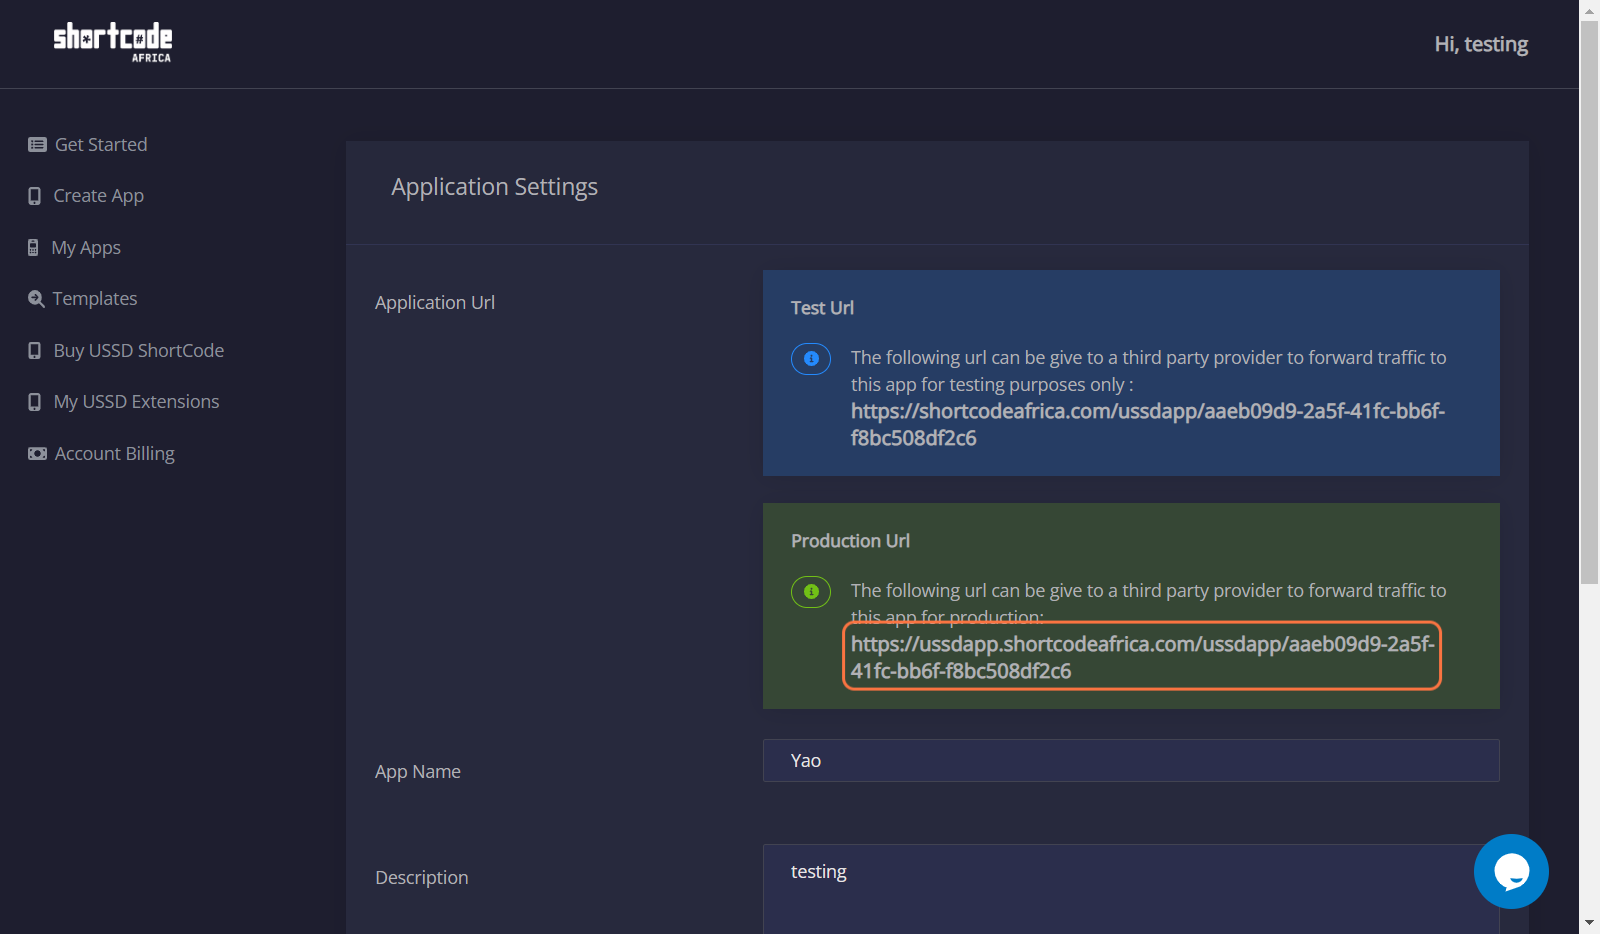 shortcode
AFRICA
Hi, testing
Get Started
Create App
My Apps
Templates
Buy USSD ShortCode
My USSD Extensions
Account Billing
Application Settings
Application Url
Test Url
The following url can be give to a third party provider to forward traffic to
this app for testing purposes only :
https://shortcodeafrica.com/ussdapp/aaeb09d9-2a5f-41fc-bb6f-
f8bc508df2c6
Production Url
The following url can be give to a third party provider to forward traffic to
this app for production:
https://ussdapp.shortcodeafrica.com/ussdapp/aaeb09d9-2a5f-
41fc-bb6f-f8bc508df2c6
App Name
Yao
Description
testing